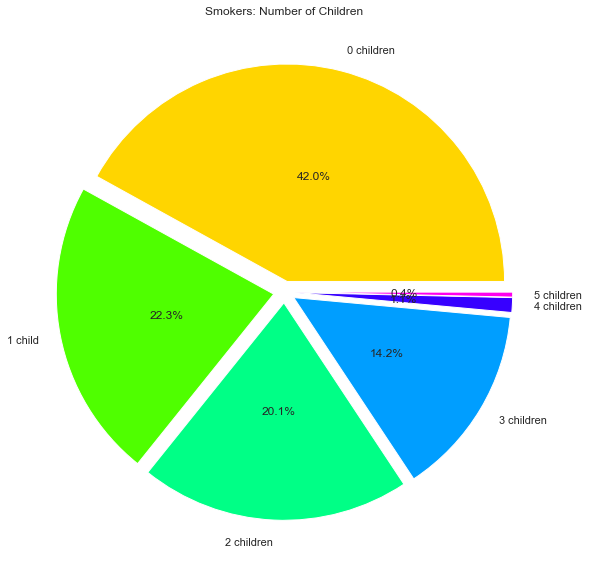 Smokers: Number of Children
0 children
42.0%
0.4%
5 children
4 children
22.3%
1 child
14.2%
20.1%
3 children
2 children